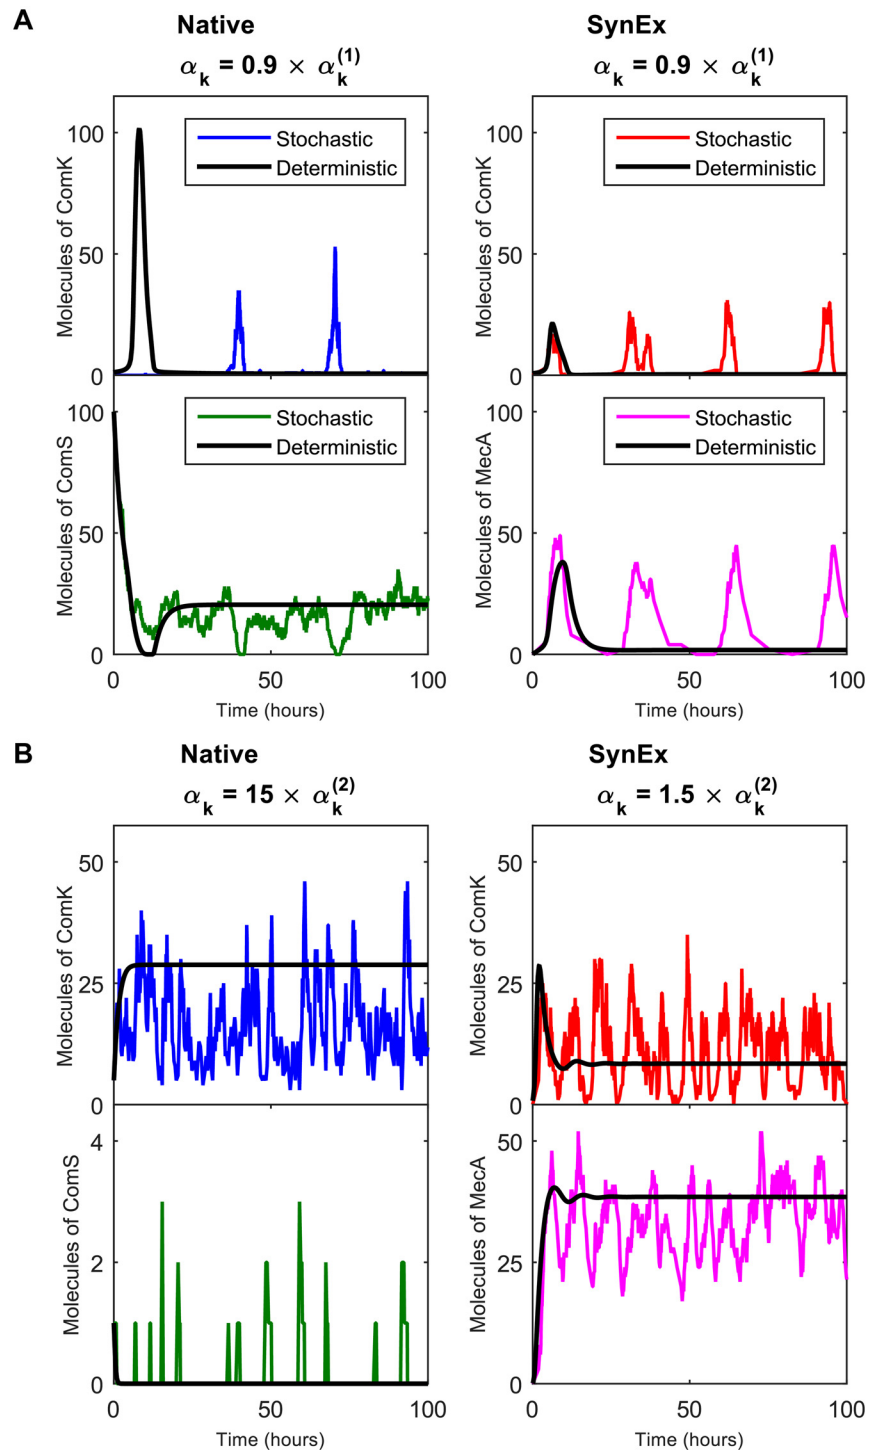 A
Native
SynEx
α_k = 0.9 × α_k^(1)
α_k = 0.9 × α_k^(1)
100
50
0
Molecules of ComK
Stochastic
Deterministic
100
50
0
Molecules of ComK
Stochastic
Deterministic
100
50
0
Molecules of ComS
Stochastic
Deterministic
0
50
100
Time (hours)
100
50
0
Molecules of MecA
Stochastic
Deterministic
0
50
100
Time (hours)
B
Native
SynEx
α_k = 15 × α_k^(2)
α_k = 1.5 × α_k^(2)
50
25
0
Molecules of ComK
50
25
0
Molecules of ComK
4
2
0
Molecules of ComS
0
50
100
Time (hours)
50
25
0
Molecules of MecA
0
50
100
Time (hours)